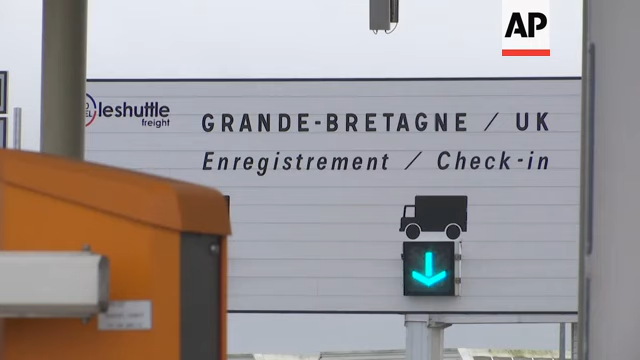 AP
leshuttle
freight
GRANDE-BRETAGNE / UK
Enregistrement / Check-in